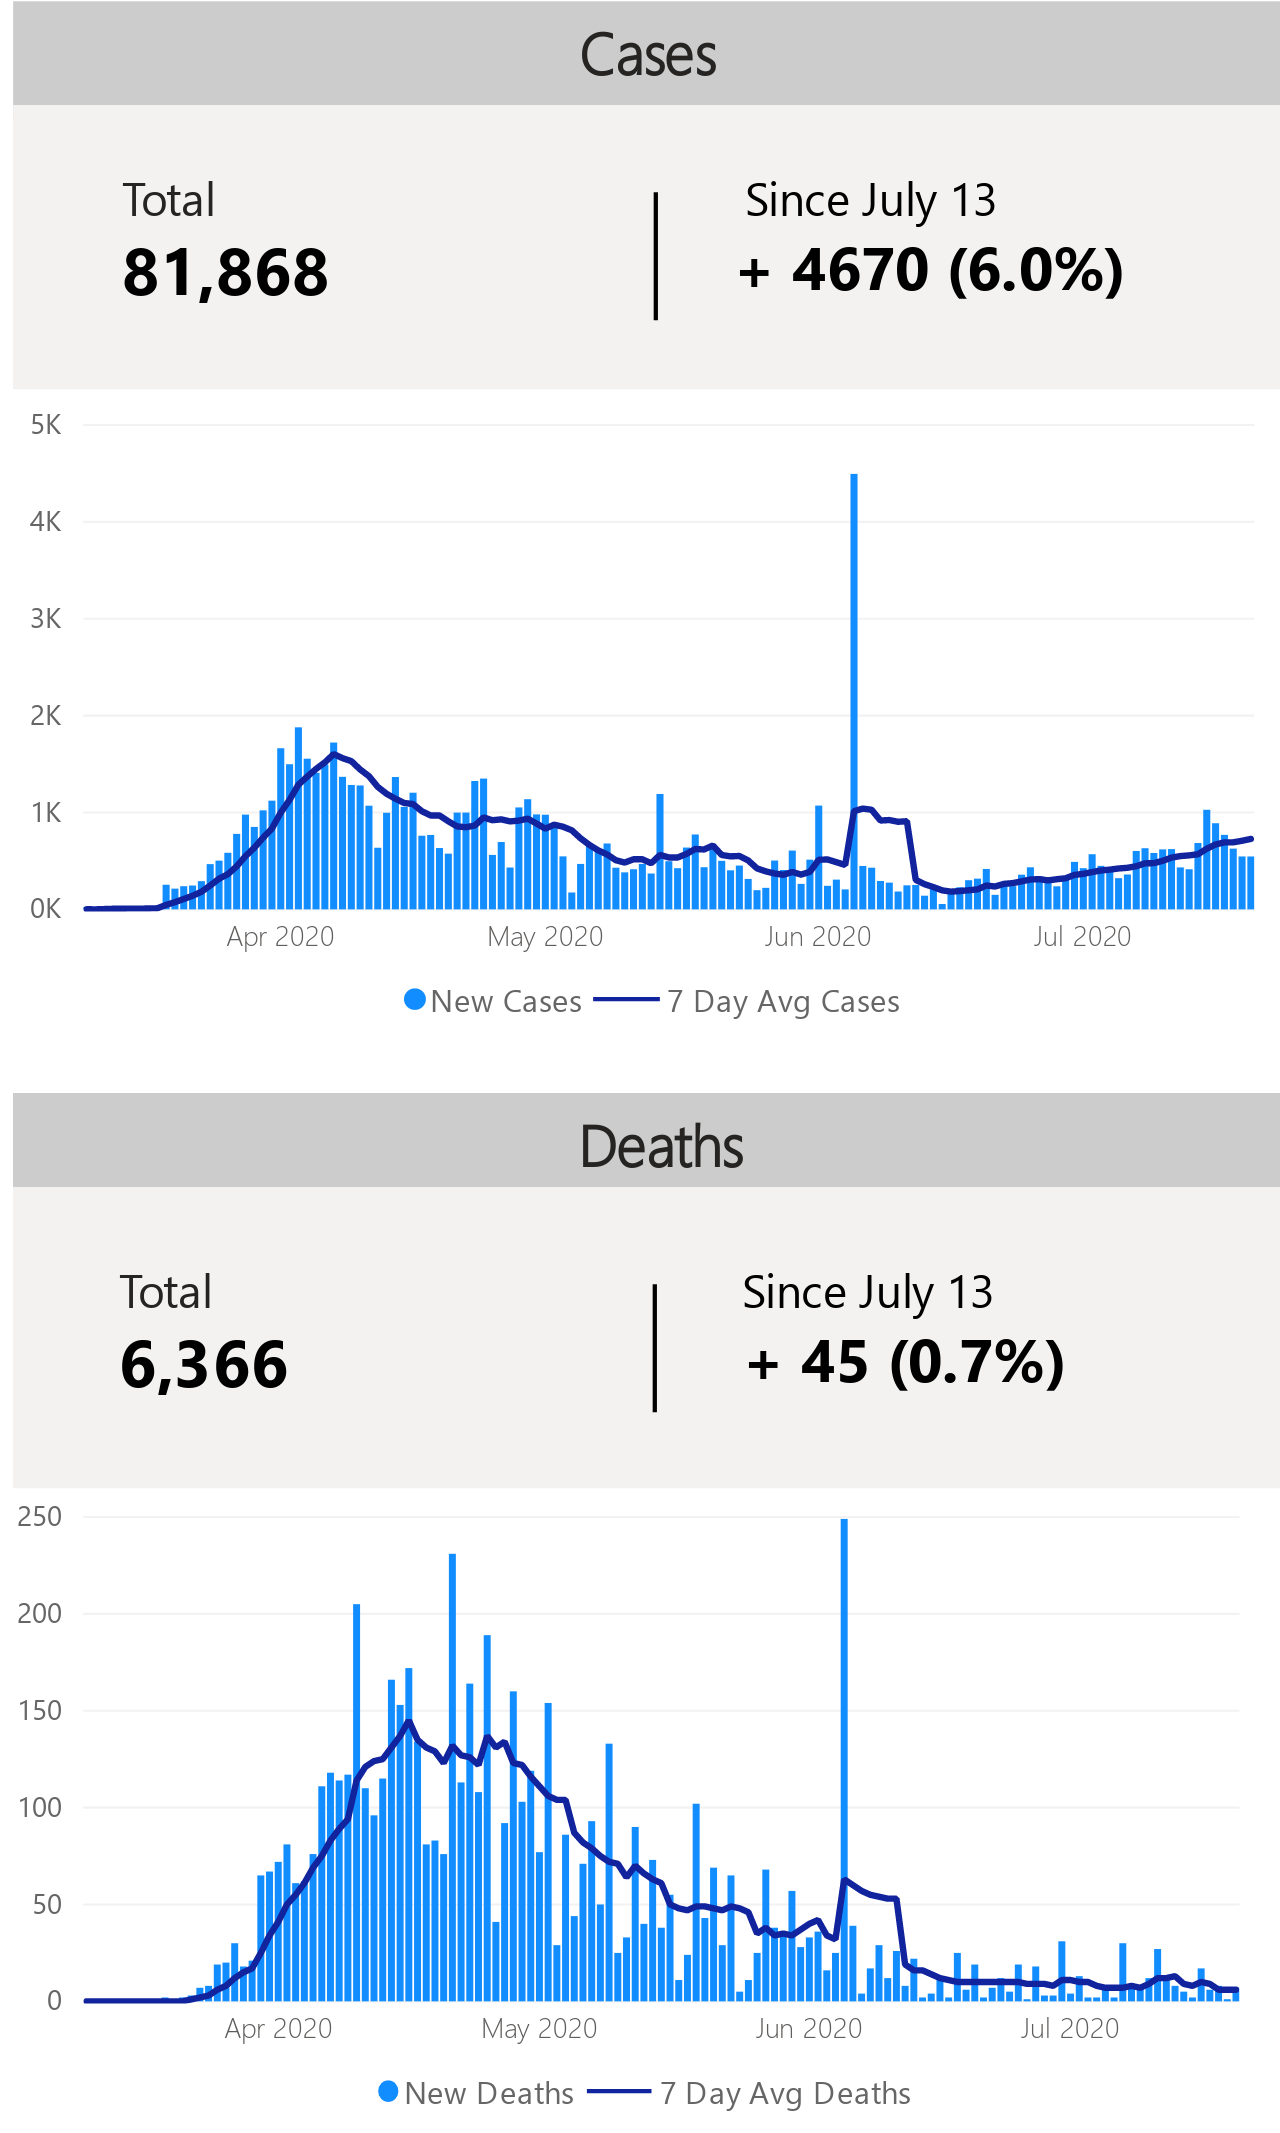 Cases
Total
Since July 13
81,868
+ 4670 (6.0%)
5K
4K
3K
2K
1K
0K
Apr 2020
May 2020
Jun 2020
Jul 2020
New Cases
7 Day Avg Cases
Deaths
Total
Since July 13
6,366
+ 45 (0.7%)
250
200
150
100
50
0
Apr 2020
May 2020
Jun 2020
Jul 2020
New Deaths
7 Day Avg Deaths